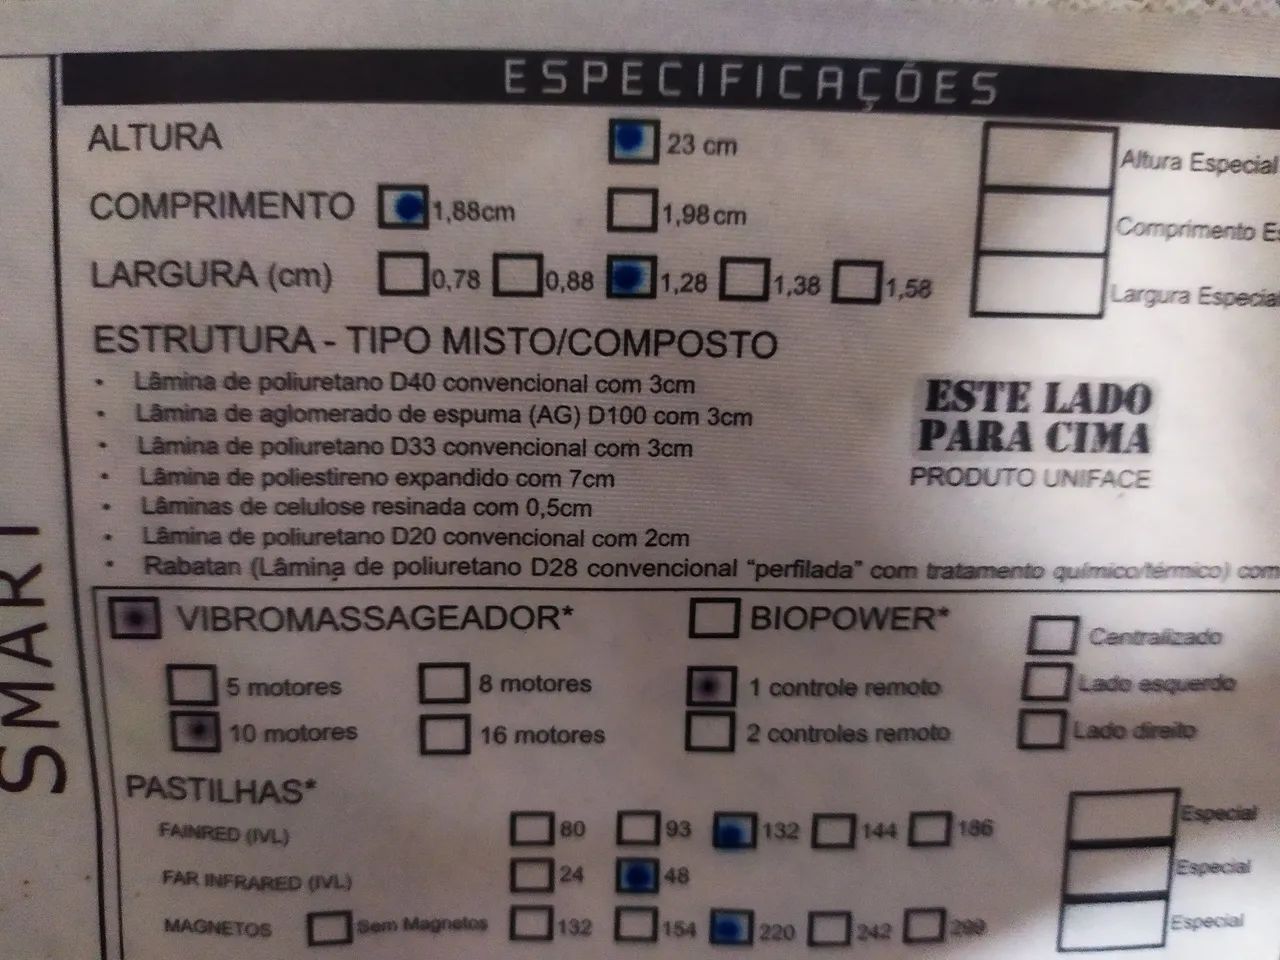 ESPECIFICAÇÕES
ALTURA 23 cm Altura Especial
COMPRIMENTO 1,88cm 1,98cm Comprimento Es
LARGURA (cm) 0,78 0,88 1,28 1,38 1,58 Largura Especial
ESTRUTURA - TIPO MISTO/COMPOSTO
• Lâmina de poliuretano D40 convencional com 3cm
• Lâmina de aglomerado de espuma (AG) D100 com 3cm
• Lâmina de poliuretano D33 convencional com 3cm
• Lâmina de poliestireno expandido com 7cm
• Lâminas de celulose resinada com 0,5cm
• Lâmina de poliuretano D20 convencional com 2cm
• Rabatan (Lâmina de poliuretano D28 convencional “perfilada” com tratamento químico/térmico) com
ESTE LADO
PARA CIMA
PRODUTO UNIFACE
SMART
VIBROMASSAGEADOR* BIOPOWER* Centralizado
5 motores 8 motores 1 controle remoto Lado esquerdo
10 motores 16 motores 2 controles remoto Lado direito
PASTILHAS*
FAINRED (IVL) 80 93 132 144 186 Especial
FAR INFRARED (IVL) 24 48 Especial
MAGNETOS Sem Magnetos 132 154 220 242 Especial